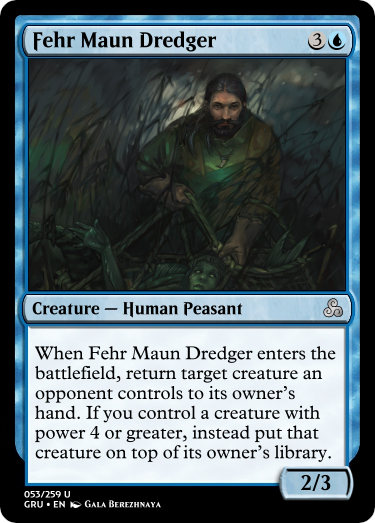 Fehr Maun Dredger 3
Creature — Human Peasant
When Fehr Maun Dredger enters the
battlefield, return target creature an
opponent controls to its owner's
hand. If you control a creature with
power 4 or greater, instead put that
creature on top of its owner's library.
2/3
053/259 U
GRU • EN Gala Berezhnaya